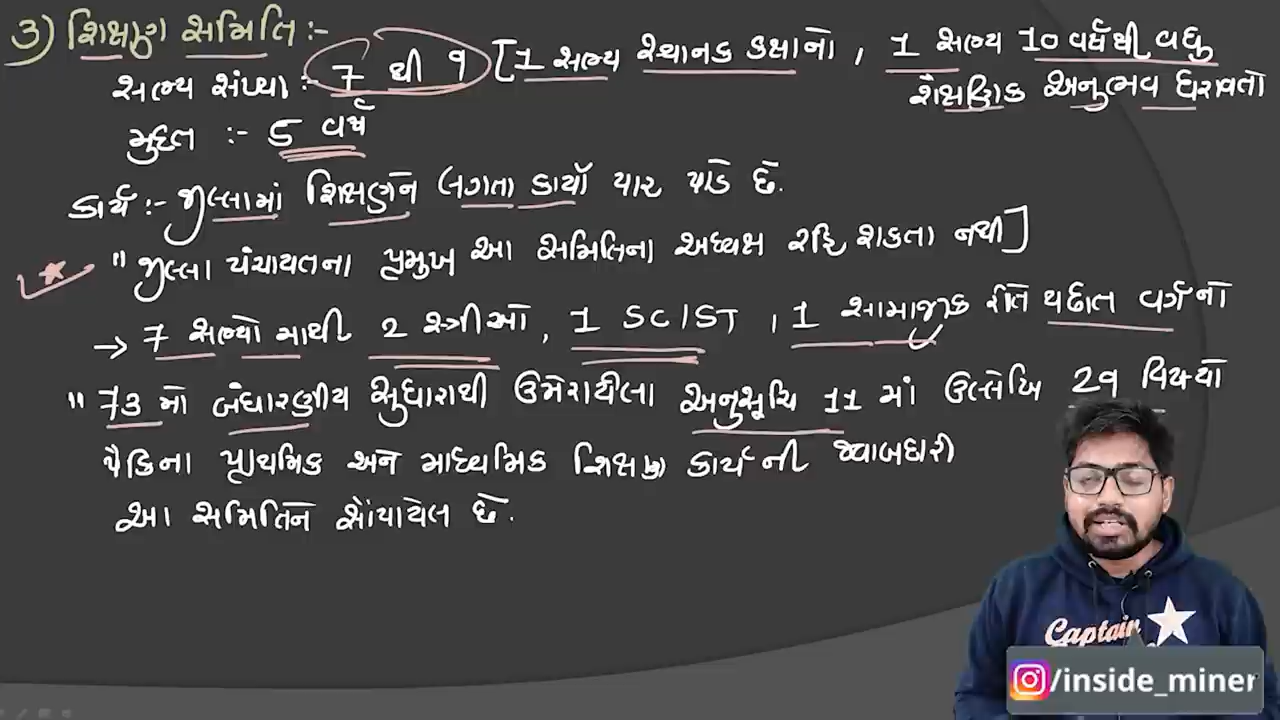 3) શિક્ષણ સમિતિ :-
સભ્ય સંખ્યા :- 7 થી 9 [1 સભ્ય સ્થાનક કક્ષાનો, 1 સભ્ય 10 વર્ષથી વધુ
શૈક્ષણિક અનુભવ ધરાવતો
મુદત :- 5 વર્ષ
કાર્ય :- જીલ્લામાં શિક્ષણને લગતા કાર્યો પાર પાડે છે.
" જીલ્લા પંચાયતના પ્રમુખ આ સમિતિના અધ્યક્ષ રહિ શકતા નથી ]
→ 7 સભ્યો માથી 2 સ્ત્રીઓ, 1 SC/ST, 1 સામાજીક રીતે પછાત વર્ગનો
" 73 મો બંધારણીય સુધારાથી ઉમેરાયેલા અનુસૂચિ 11 માં ઉલ્લેખિ 29 વિષયો
પૈકિના પ્રાથમિક અને માધ્યમિક શિક્ષણ કાર્યની જવાબદારી
આ સમિતિને સોંપાયેલ છે.
Captain
/inside_miner